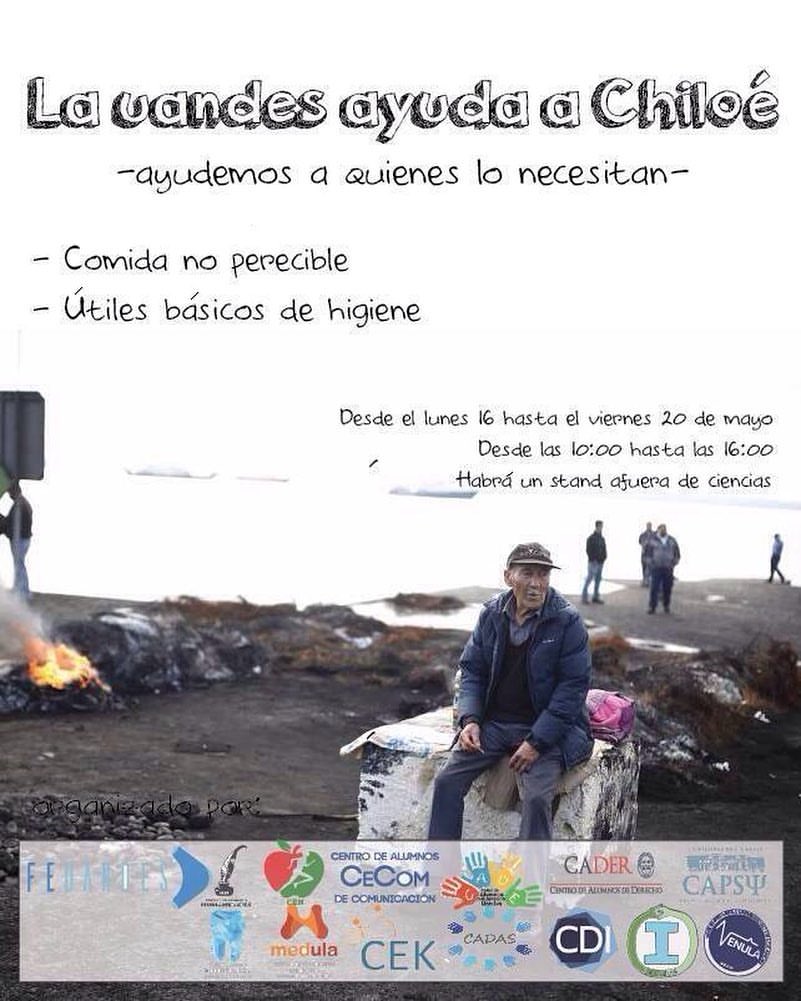 La uandes ayuda a Chiloé
-ayudemos a quienes lo necesitan-
- Comida no perecible
- Útiles básicos de higiene
Desde el lunes 16 hasta el viernes 20 de mayo
Desde las 10:00 hasta las 16:00
Habrá un stand afuera de ciencias
organizado por:
FEUANDES
CENTRO DE ALUMNOS
CECOM
DE COMUNICACIÓN
CADE
CADER
CENTRO DE ALUMNOS DE DERECHO
CAPSΨ
medula
CEK
CADAS
CDI
I
VENULA